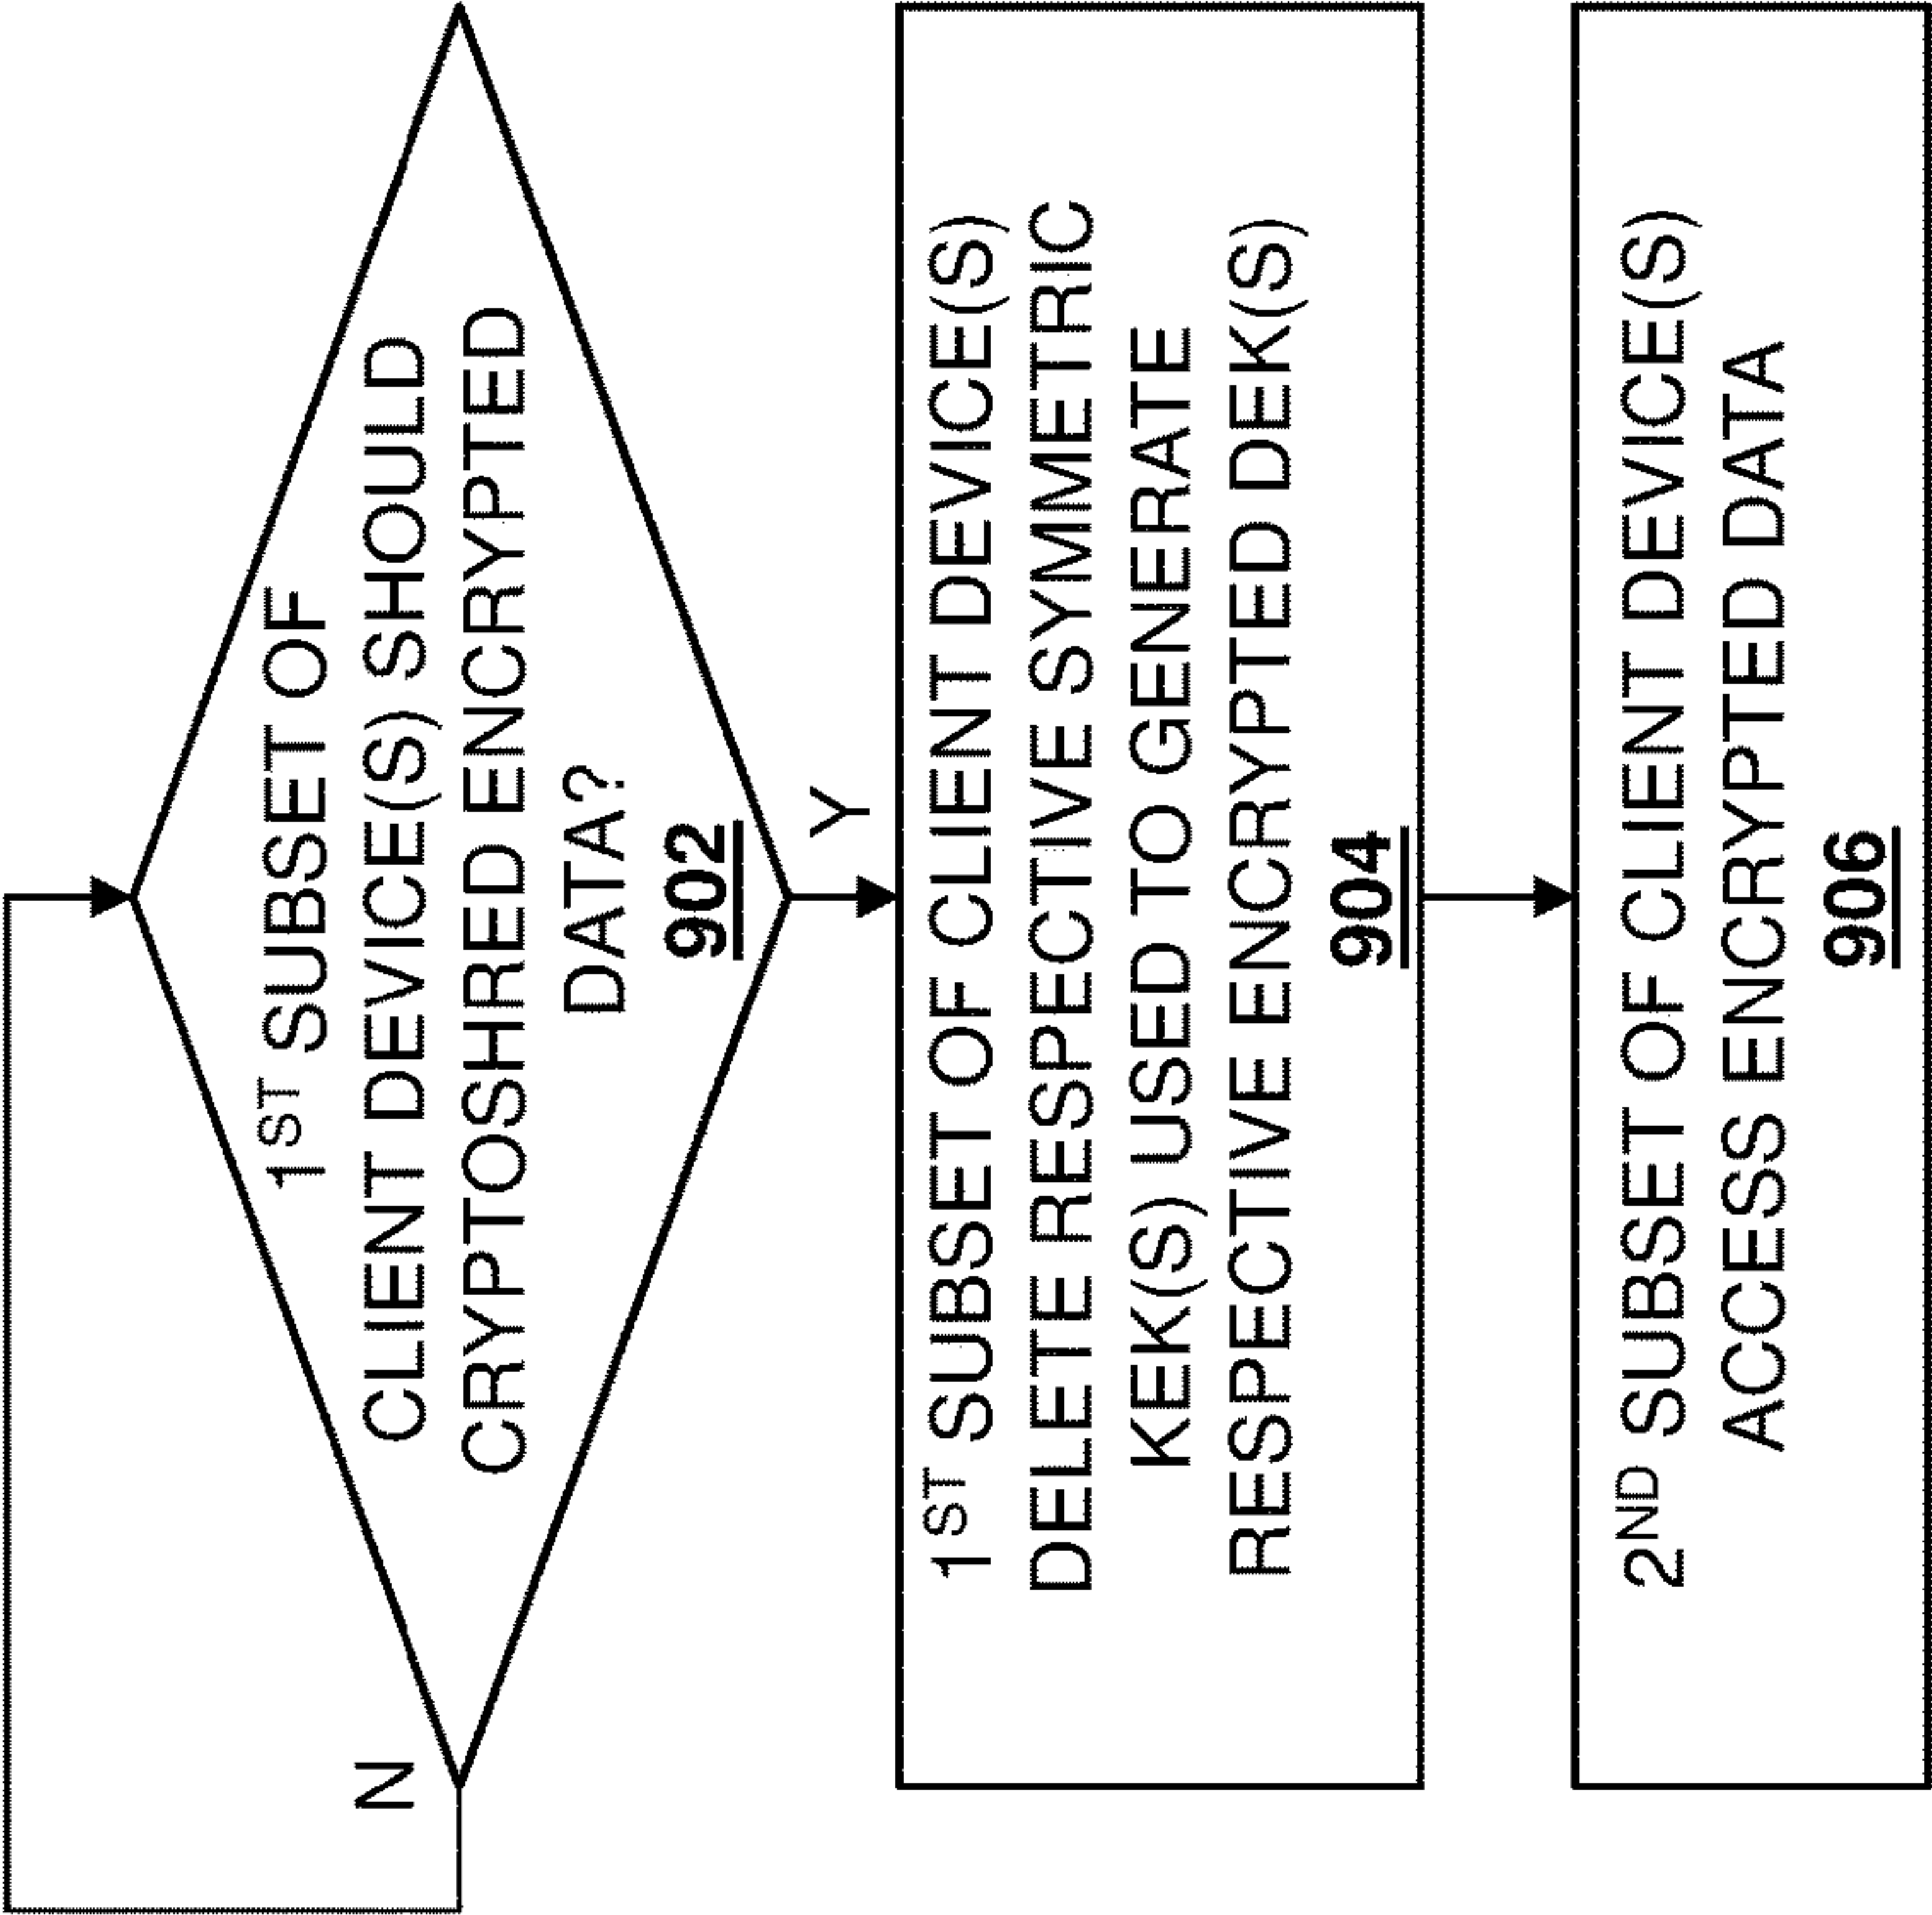 1ST SUBSET OF
CLIENT DEVICE(S) SHOULD
CRYPTOSHRED ENCRYPTED
DATA?
902
N
Y
1ST SUBSET OF CLIENT DEVICE(S)
DELETE RESPECTIVE SYMMETRIC
KEK(S) USED TO GENERATE
RESPECTIVE ENCRYPTED DEK(S)
904
2ND SUBSET OF CLIENT DEVICE(S)
ACCESS ENCRYPTED DATA
906